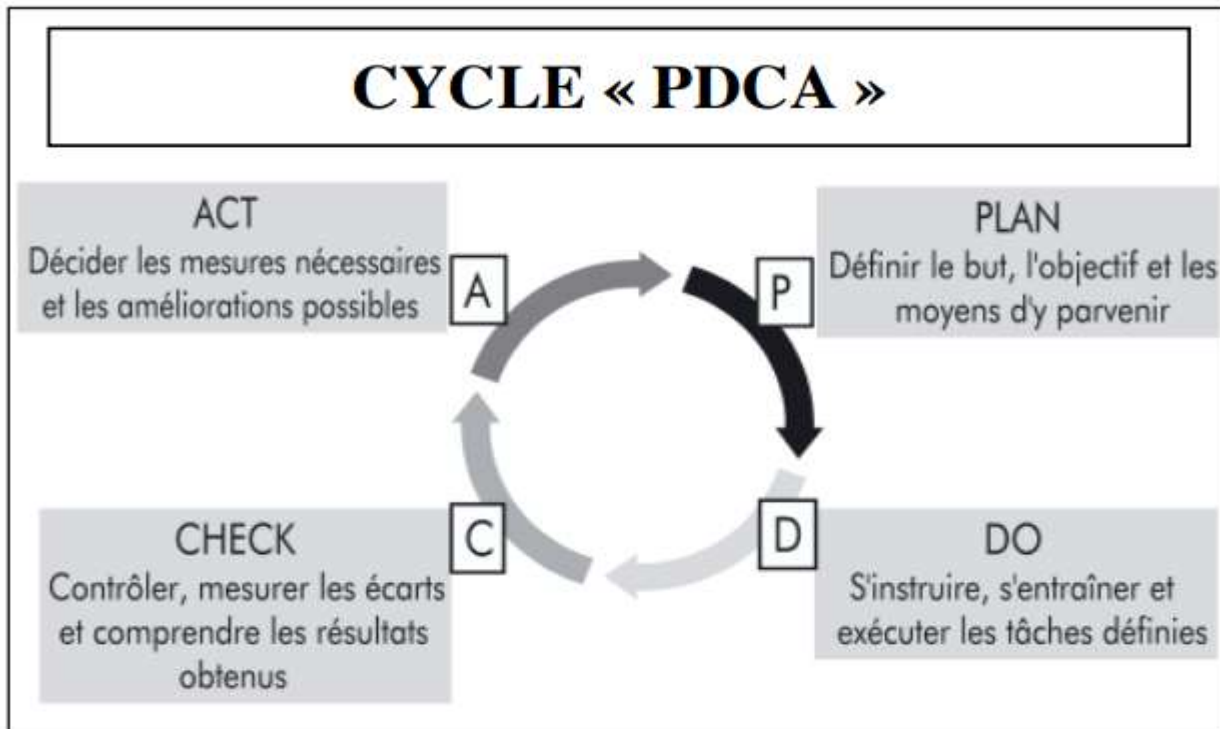 CYCLE « PDCA »
ACT
Décider les mesures nécessaires
et les améliorations possibles
A
P
PLAN
Définir le but, l'objectif et les
moyens d'y parvenir
CHECK
Contrôler, mesurer les écarts
et comprendre les résultats
obtenus
C
D
DO
S'instruire, s'entraîner et
exécuter les tâches définies